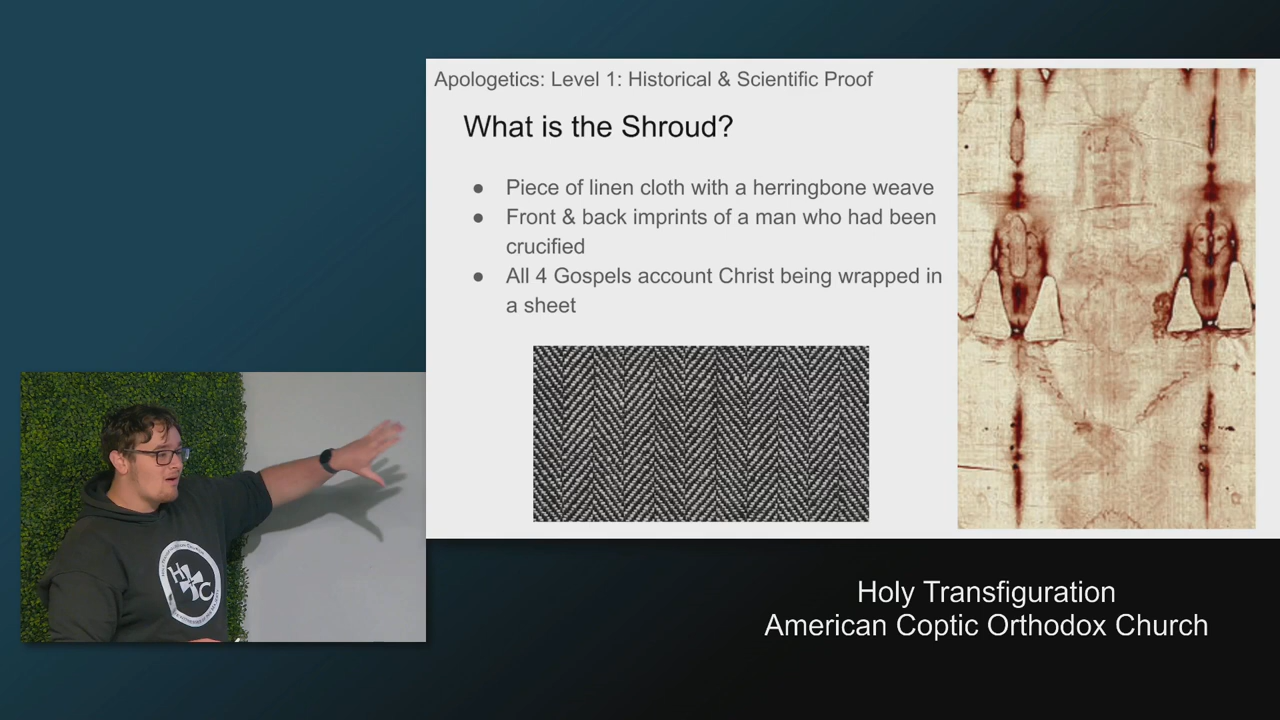 Apologetics: Level 1: Historical & Scientific Proof
What is the Shroud?
● Piece of linen cloth with a herringbone weave
● Front & back imprints of a man who had been
crucified
● All 4 Gospels account Christ being wrapped in
a sheet
H C
Holy Transfiguration
American Coptic Orthodox Church